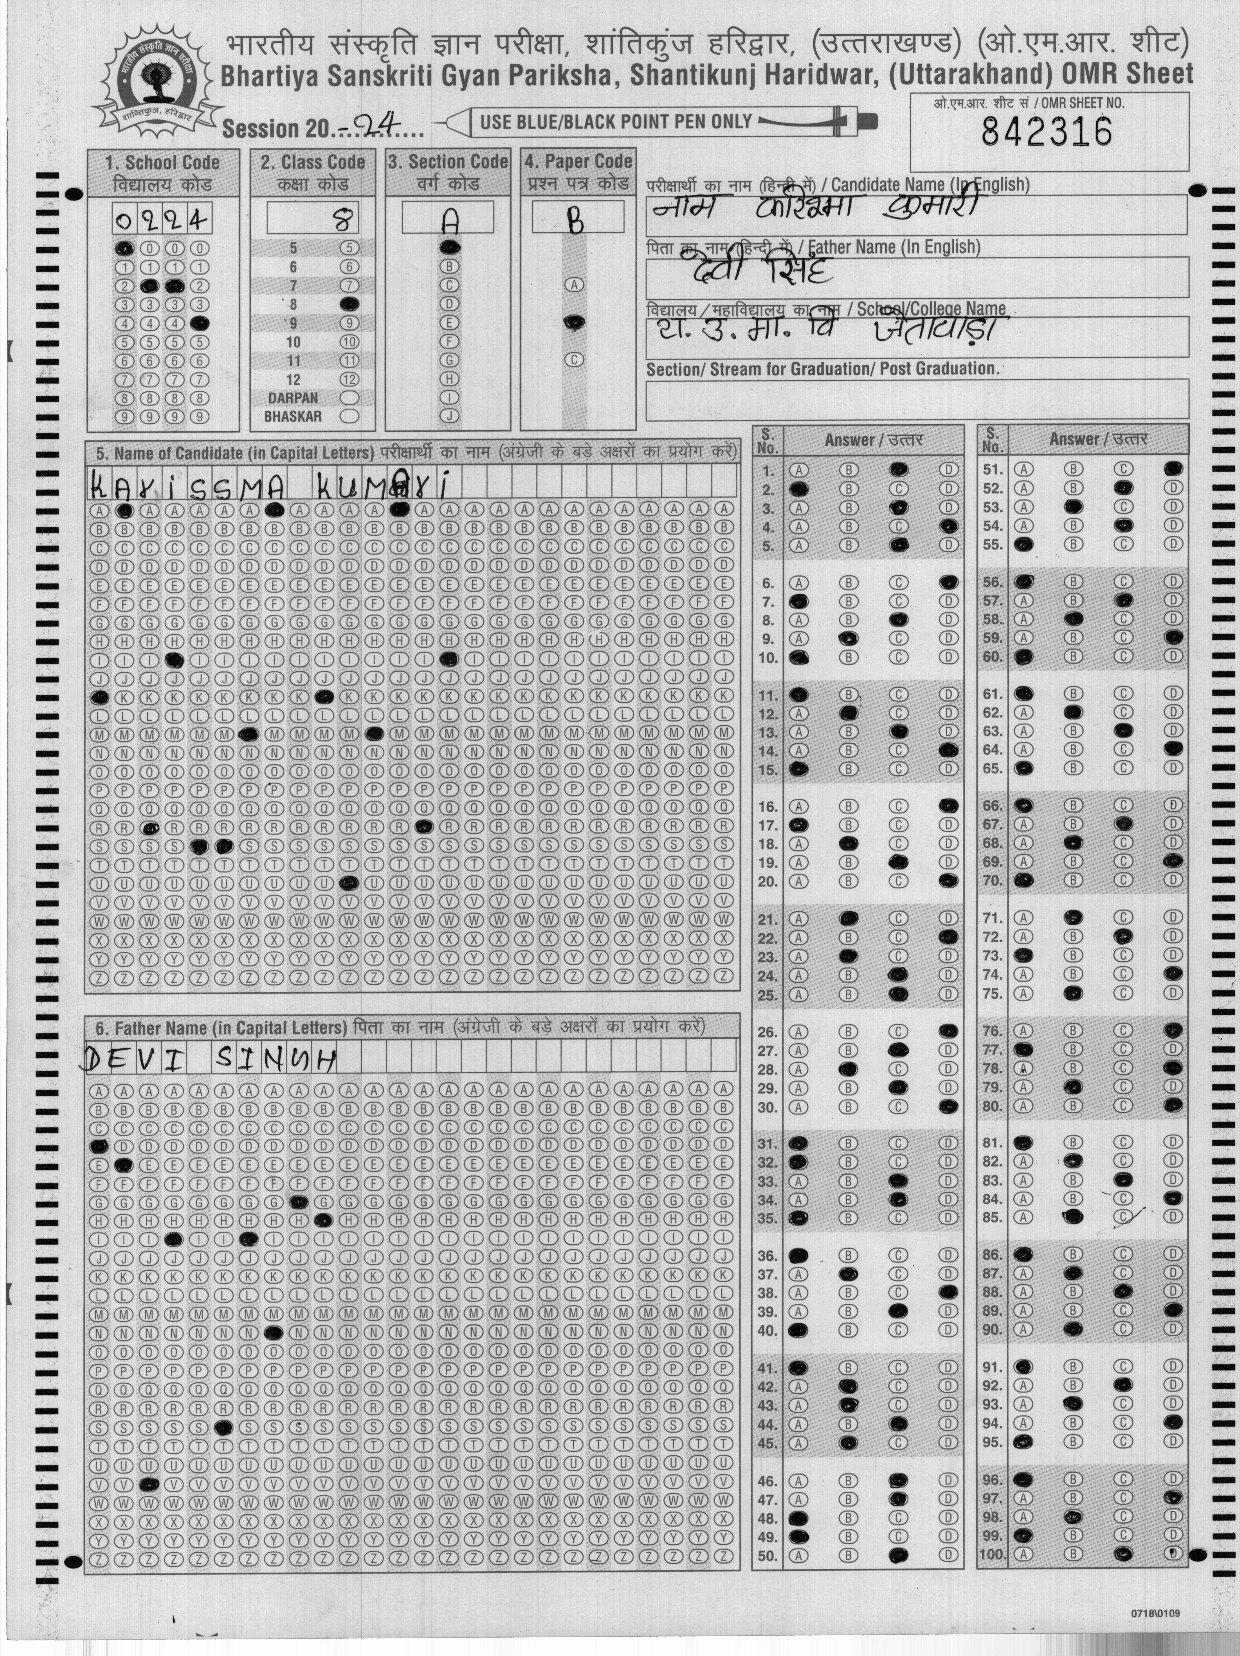 भारतीय संस्कृति ज्ञान परीक्षा, शांतिकुंज हरिद्वार, (उत्तराखण्ड) (ओ.एम.आर. शीट)
Bhartiya Sanskriti Gyan Pariksha, Shantikunj Haridwar, (Uttarakhand) OMR Sheet
Session 20..-24............
USE BLUE/BLACK POINT PEN ONLY
ओ.एम.आर. शीट सं / OMR SHEET NO.
842316
1. School Code
विद्यालय कोड
0224
2. Class Code
कक्षा कोड
8
5
6
7
8
9
10
11
12
DARPAN
BHASKAR
3. Section Code
वर्ग कोड
A
4. Paper Code
प्रश्न पत्र कोड
B
परीक्षार्थी का नाम (हिन्दी में) / Candidate Name (In English)
नाम करिश्मा कुमारी
पिता का नाम (हिन्दी में) / Father Name (In English)
देवी सिंह
विद्यालय / महाविद्यालय का नाम / School/College Name
रा. उ. मा. वि जेतावाड़ा
Section/ Stream for Graduation/ Post Graduation.
5. Name of Candidate (in Capital Letters) परीक्षार्थी का नाम (अंग्रेजी के बड़े अक्षरों का प्रयोग करें)
KARISSMA KUMARI
6. Father Name (in Capital Letters) पिता का नाम (अंग्रेजी के बड़े अक्षरों का प्रयोग करें)
DEVI SINGH
S. No. Answer / उत्तर
S. No. Answer / उत्तर
0718\0109